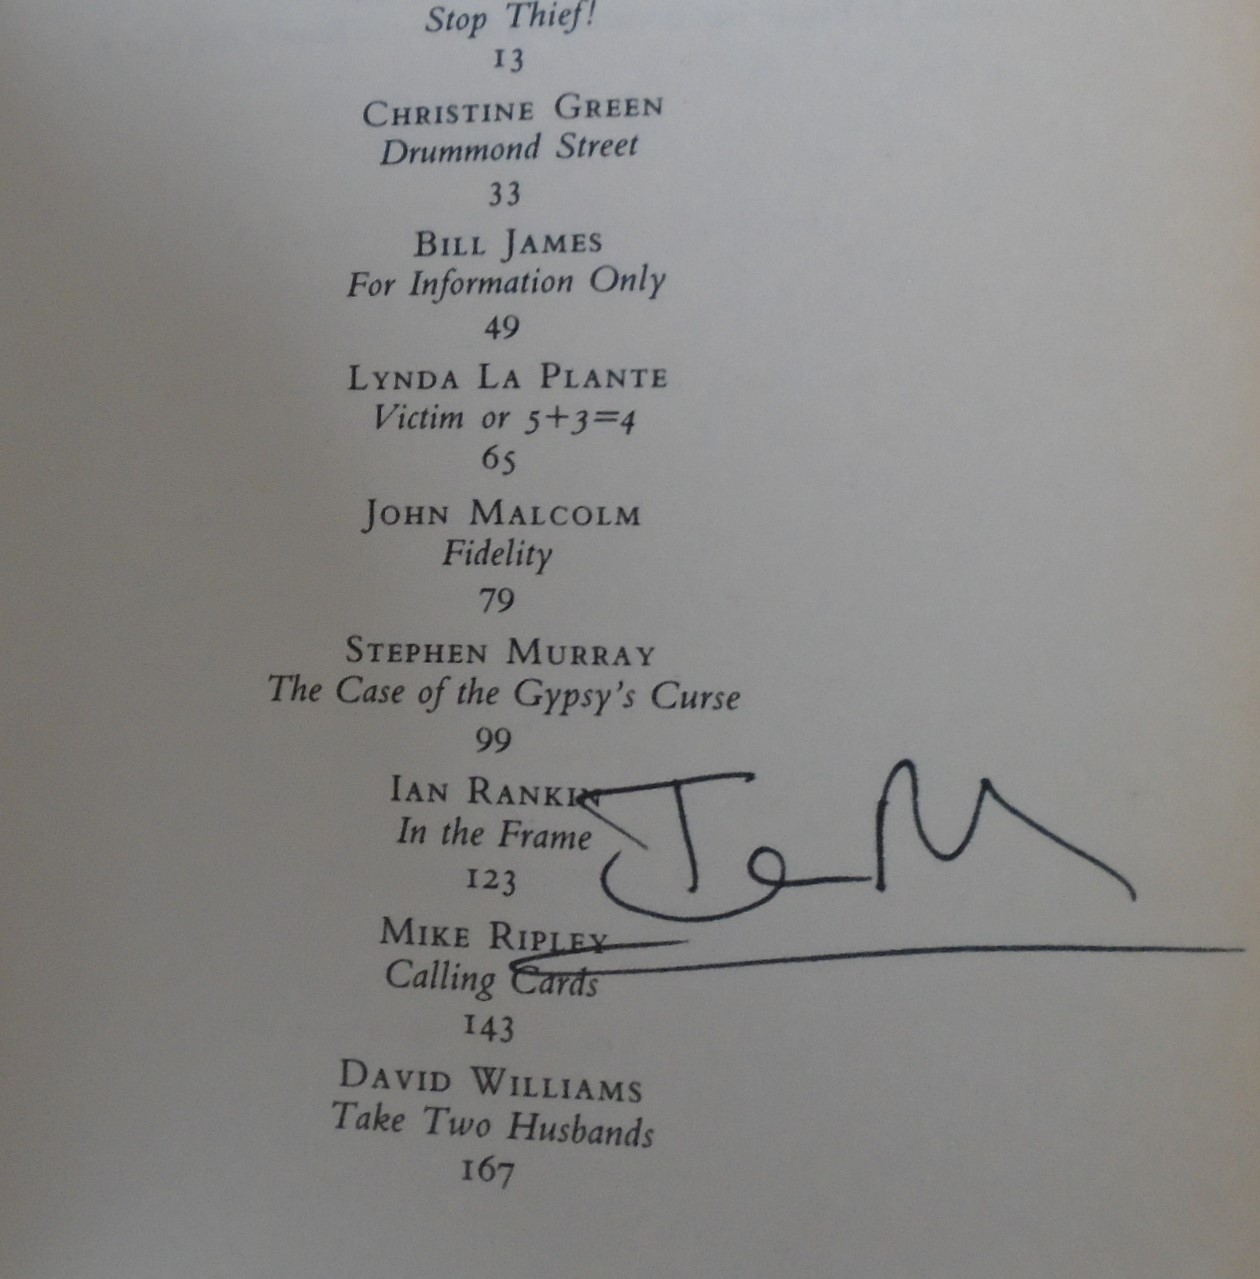 Stop Thief!
13
CHRISTINE GREEN
Drummond Street
33
BILL JAMES
For Information Only
49
LYNDA LA PLANTE
Victim or 5+3=4
65
JOHN MALCOLM
Fidelity
79
STEPHEN MURRAY
The Case of the Gypsy's Curse
99
IAN RANKIN
In the Frame
123
MIKE RIPLEY
Calling Cards
143
DAVID WILLIAMS
Take Two Husbands
167